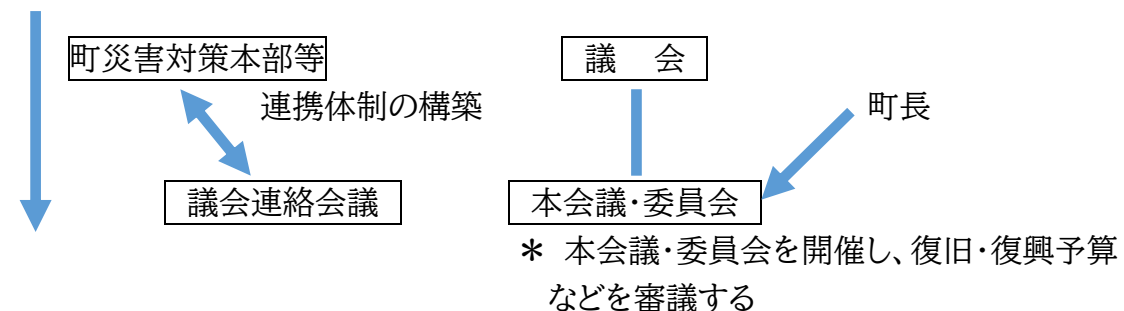 町災害対策本部等
議　会
連携体制の構築
町長
議会連絡会議
本会議・委員会
＊ 本会議・委員会を開催し、復旧・復興予算
などを審議する